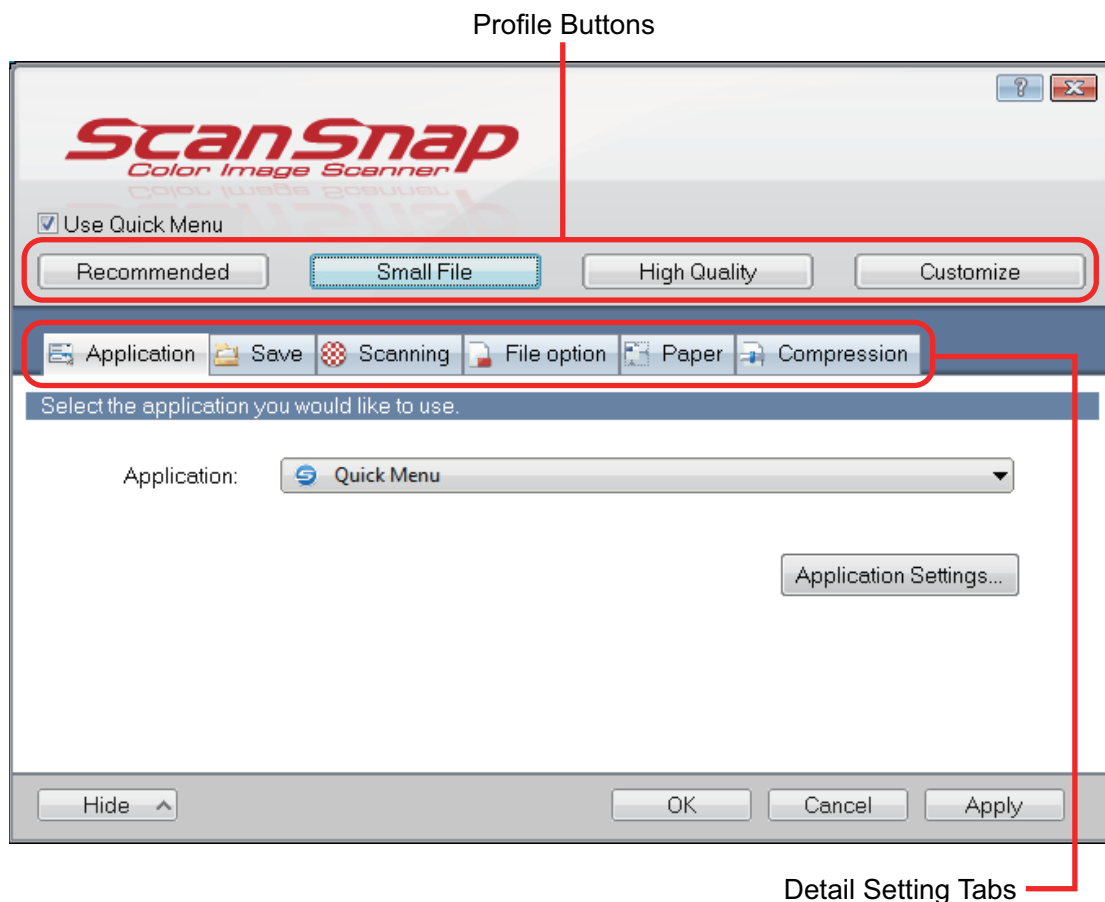 Profile Buttons
ScanSnap
Color Image Scanner
Use Quick Menu
Recommended Small File High Quality Customize
Application Save Scanning File option Paper Compression
Select the application you would like to use.
Application: Quick Menu
Application Settings...
Hide OK Cancel Apply
Detail Setting Tabs